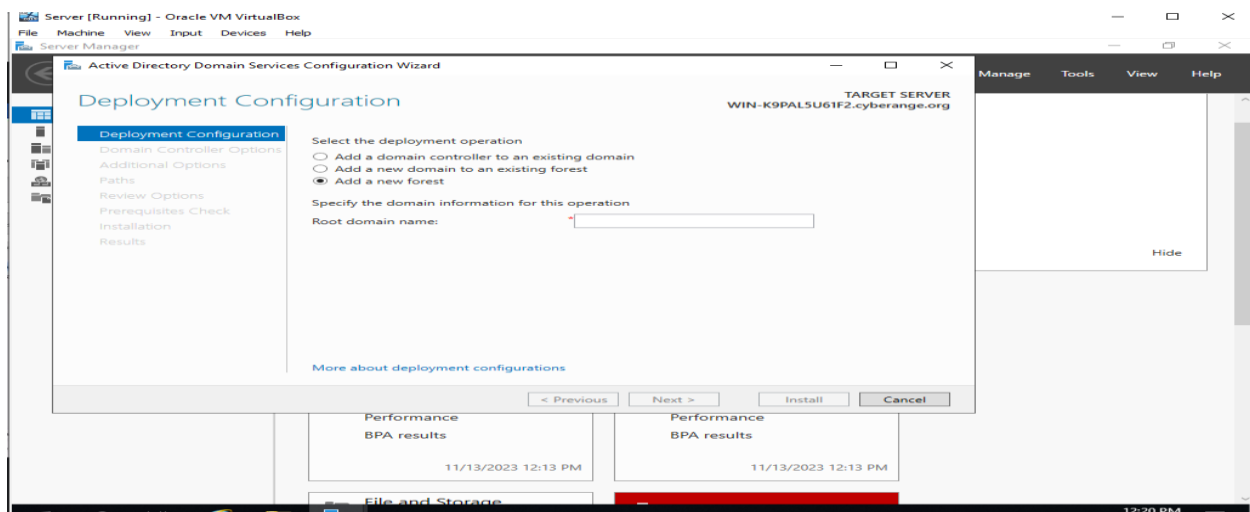 Server [Running] - Oracle VM VirtualBox
File Machine View Input Devices Help
Server Manager
Manage Tools View Help
Active Directory Domain Services Configuration Wizard
Deployment Configuration
TARGET SERVER
WIN-K9PAL5U61F2.cyberange.org
Deployment Configuration
Domain Controller Options
Additional Options
Paths
Review Options
Prerequisites Check
Installation
Results
Select the deployment operation
Add a domain controller to an existing domain
Add a new domain to an existing forest
Add a new forest
Specify the domain information for this operation
Root domain name: *
More about deployment configurations
< Previous Next > Install Cancel
Hide
Performance
BPA results
11/13/2023 12:13 PM
Performance
BPA results
11/13/2023 12:13 PM
File and Storage
12:20 PM